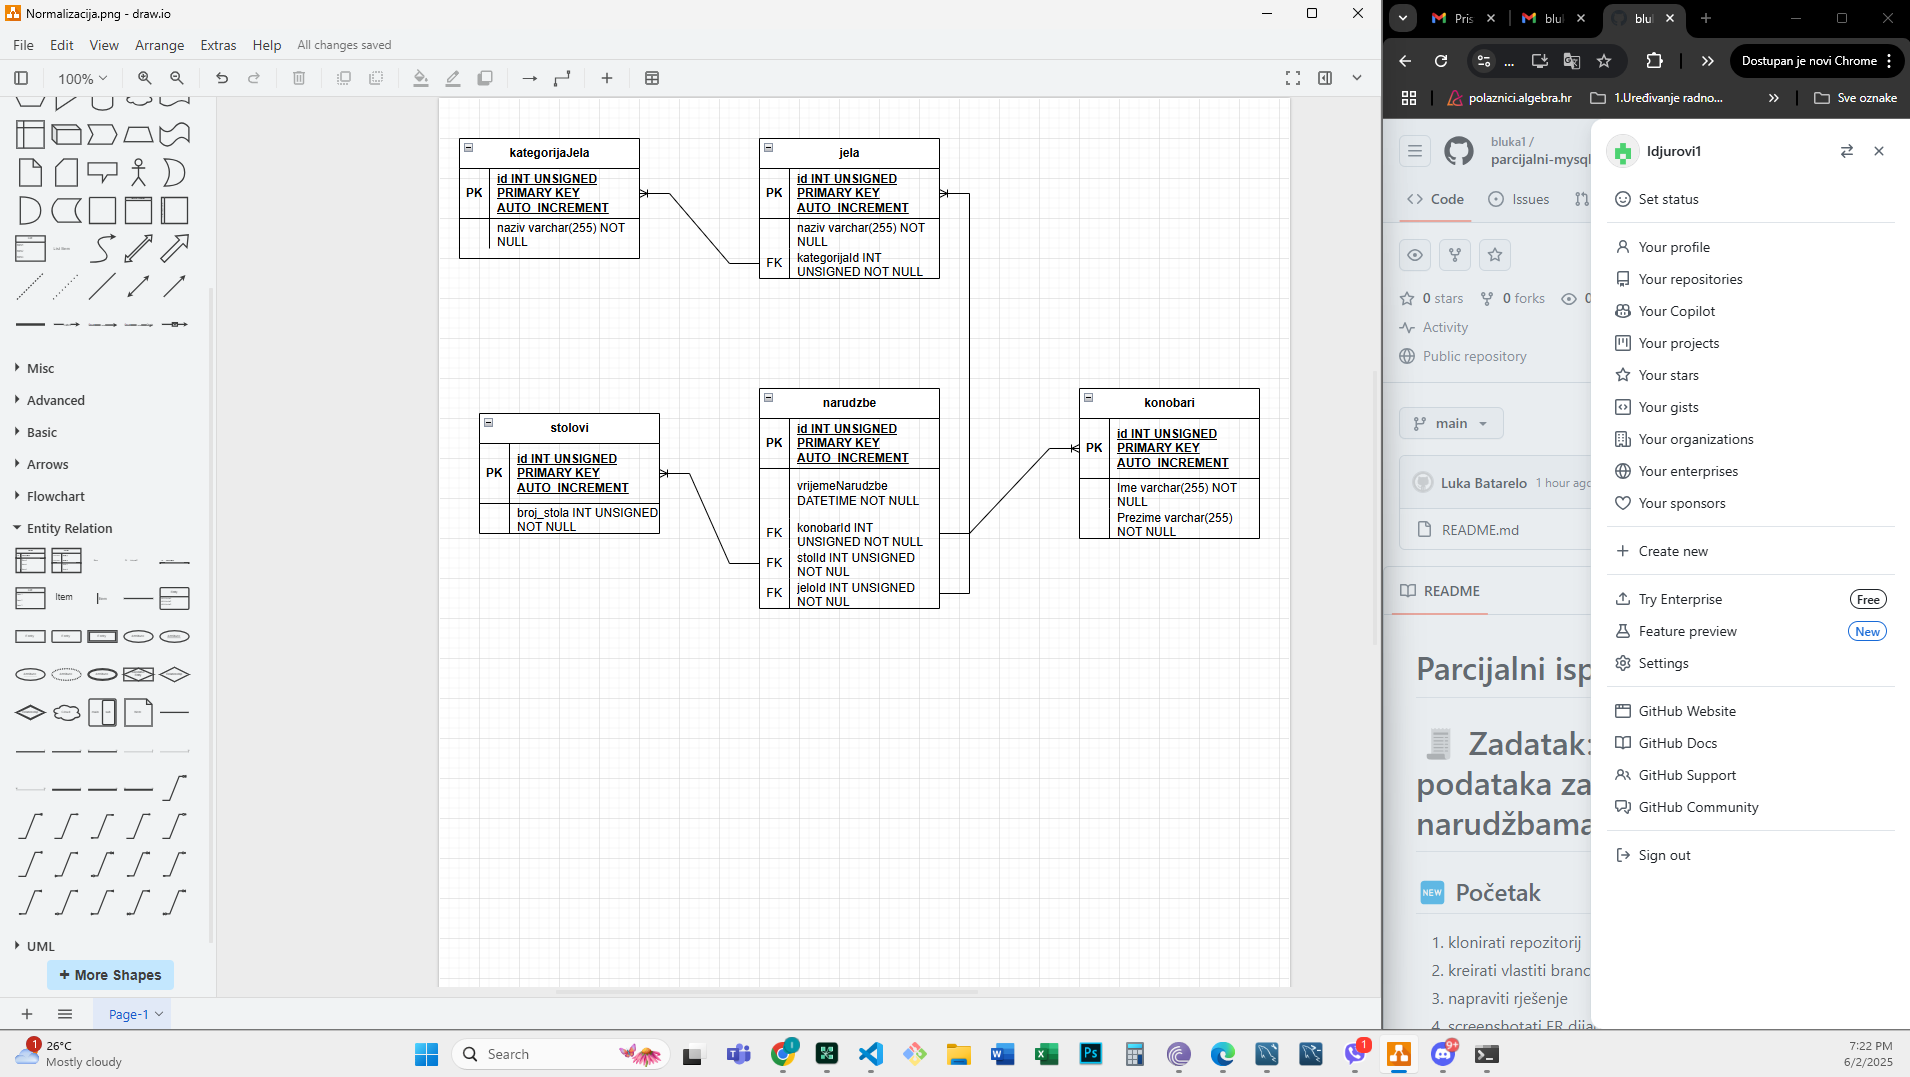 Normalizacija.png - draw.io
File Edit View Arrange Extras Help All changes saved
100%
Misc
Advanced
Basic
Arrows
Flowchart
Entity Relation
Item
UML
+ More Shapes
Page-1
kategorijaJela
PK
id INT UNSIGNED
PRIMARY KEY
AUTO_INCREMENT
naziv varchar(255) NOT
NULL
jela
PK
id INT UNSIGNED
PRIMARY KEY
AUTO_INCREMENT
naziv varchar(255) NOT
NULL
FK
kategorijaId INT
UNSIGNED NOT NULL
stolovi
PK
id INT UNSIGNED
PRIMARY KEY
AUTO_INCREMENT
broj_stola INT UNSIGNED
NOT NULL
narudzbe
PK
id INT UNSIGNED
PRIMARY KEY
AUTO_INCREMENT
vrijemeNarudzbe
DATETIME NOT NULL
FK
konobarId INT
UNSIGNED NOT NULL
FK
stolId INT UNSIGNED
NOT NUL
FK
jeloId INT UNSIGNED
NOT NUL
konobari
PK
id INT UNSIGNED
PRIMARY KEY
AUTO_INCREMENT
Ime varchar(255) NOT
NULL
Prezime varchar(255)
NOT NULL
Pris
blul
blul
...
Dostupan je novi Chrome
polaznici.algebra.hr
1.Uređivanje radno...
Sve oznake
bluka1 /
parcijalni-mysql
Code
Issues
0 stars
0 forks
0
Activity
Public repository
main
Luka Batarelo 1 hour ago
README.md
README
Parcijalni isp
Zadatak:
podataka za
narudžbama
NEW Početak
1. klonirati repozitorij
2. kreirati vlastiti branc
3. napraviti rješenje
4. screenshotati ER dija
ldjurovi1
Set status
Your profile
Your repositories
Your Copilot
Your projects
Your stars
Your gists
Your organizations
Your enterprises
Your sponsors
Create new
Try Enterprise Free
Feature preview New
Settings
GitHub Website
GitHub Docs
GitHub Support
GitHub Community
Sign out
1
26°C
Mostly cloudy
Search
1
9+
7:22 PM
6/2/2025